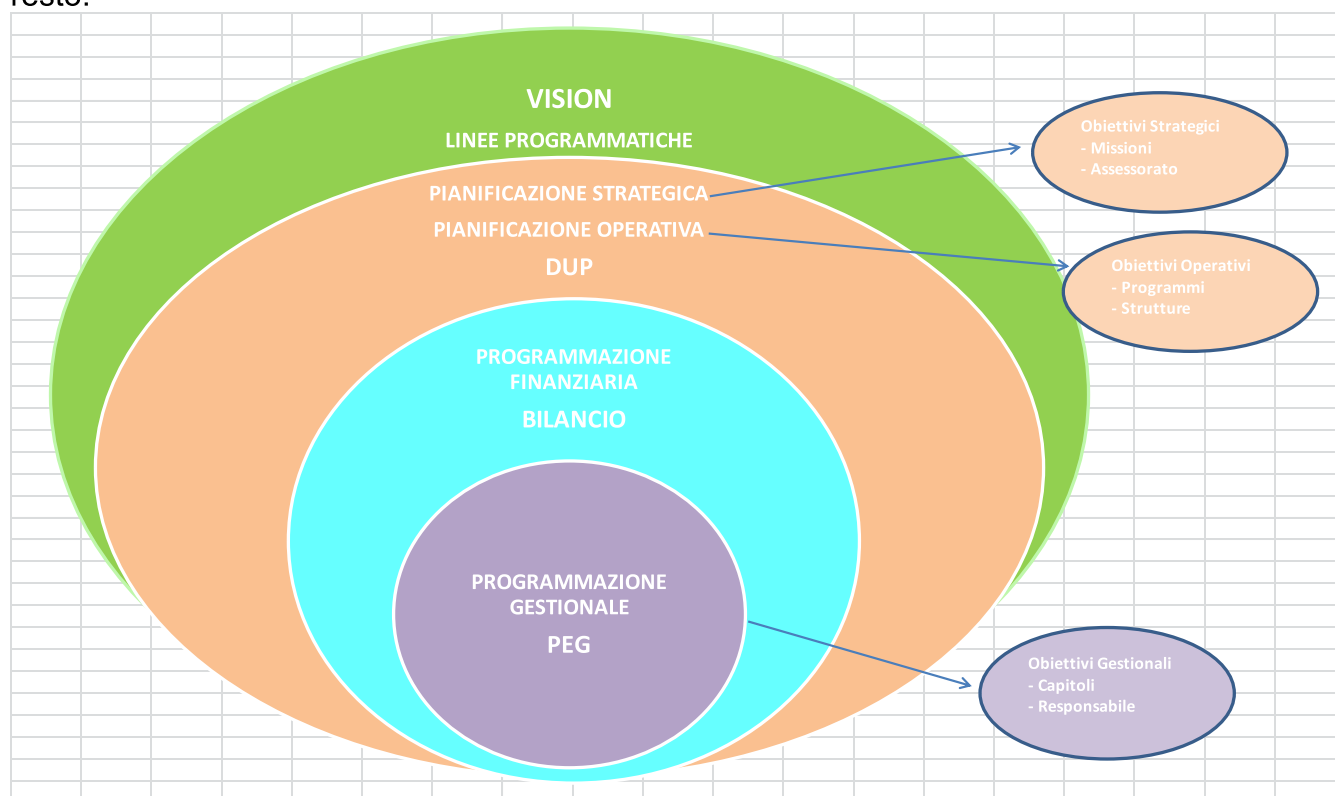 resto.
VISION
LINEE PROGRAMMATICHE
PIANIFICAZIONE STRATEGICA
PIANIFICAZIONE OPERATIVA
DUP
PROGRAMMAZIONE
FINANZIARIA
BILANCIO
PROGRAMMAZIONE
GESTIONALE
PEG
Obiettivi Strategici
- Missioni
- Assessorato
Obiettivi Operativi
- Programmi
- Strutture
Obiettivi Gestionali
- Capitoli
- Responsabile